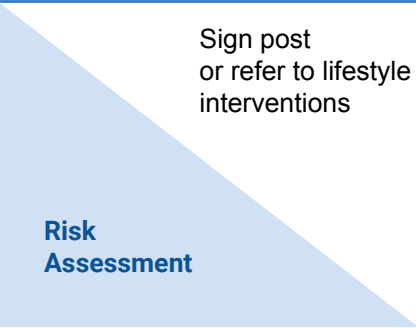 Sign post
or refer to lifestyle
interventions
Risk
Assessment